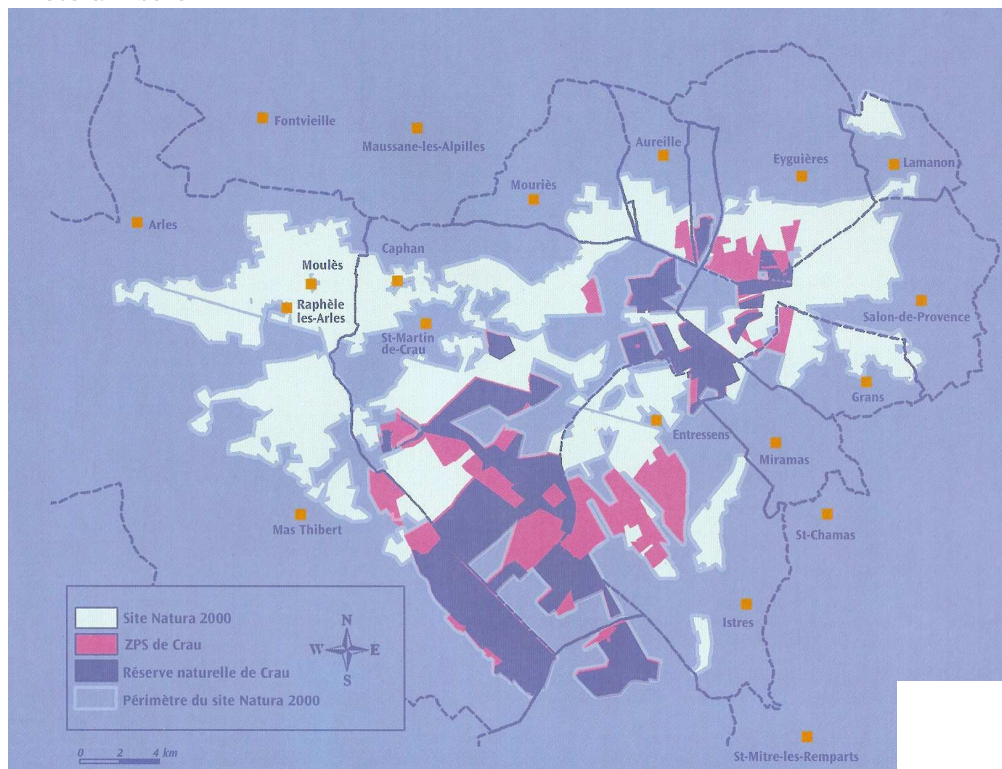 Fontvieille
Maussane-les-Alpilles
Aureille
Eyguières
Lamanon
Mouriès
Arles
Caphan
Moulès
Raphèle
les-Arles
St-Martin
de-Crau
Salon-de-Provence
Grans
Entressens
Miramas
Mas Thibert
St-Chamas
Istres
St-Mitre-les-Remparts
Site Natura 2000
ZPS de Crau
Réserve naturelle de Crau
Périmètre du site Natura 2000
N
W E
S
0 2 4 km